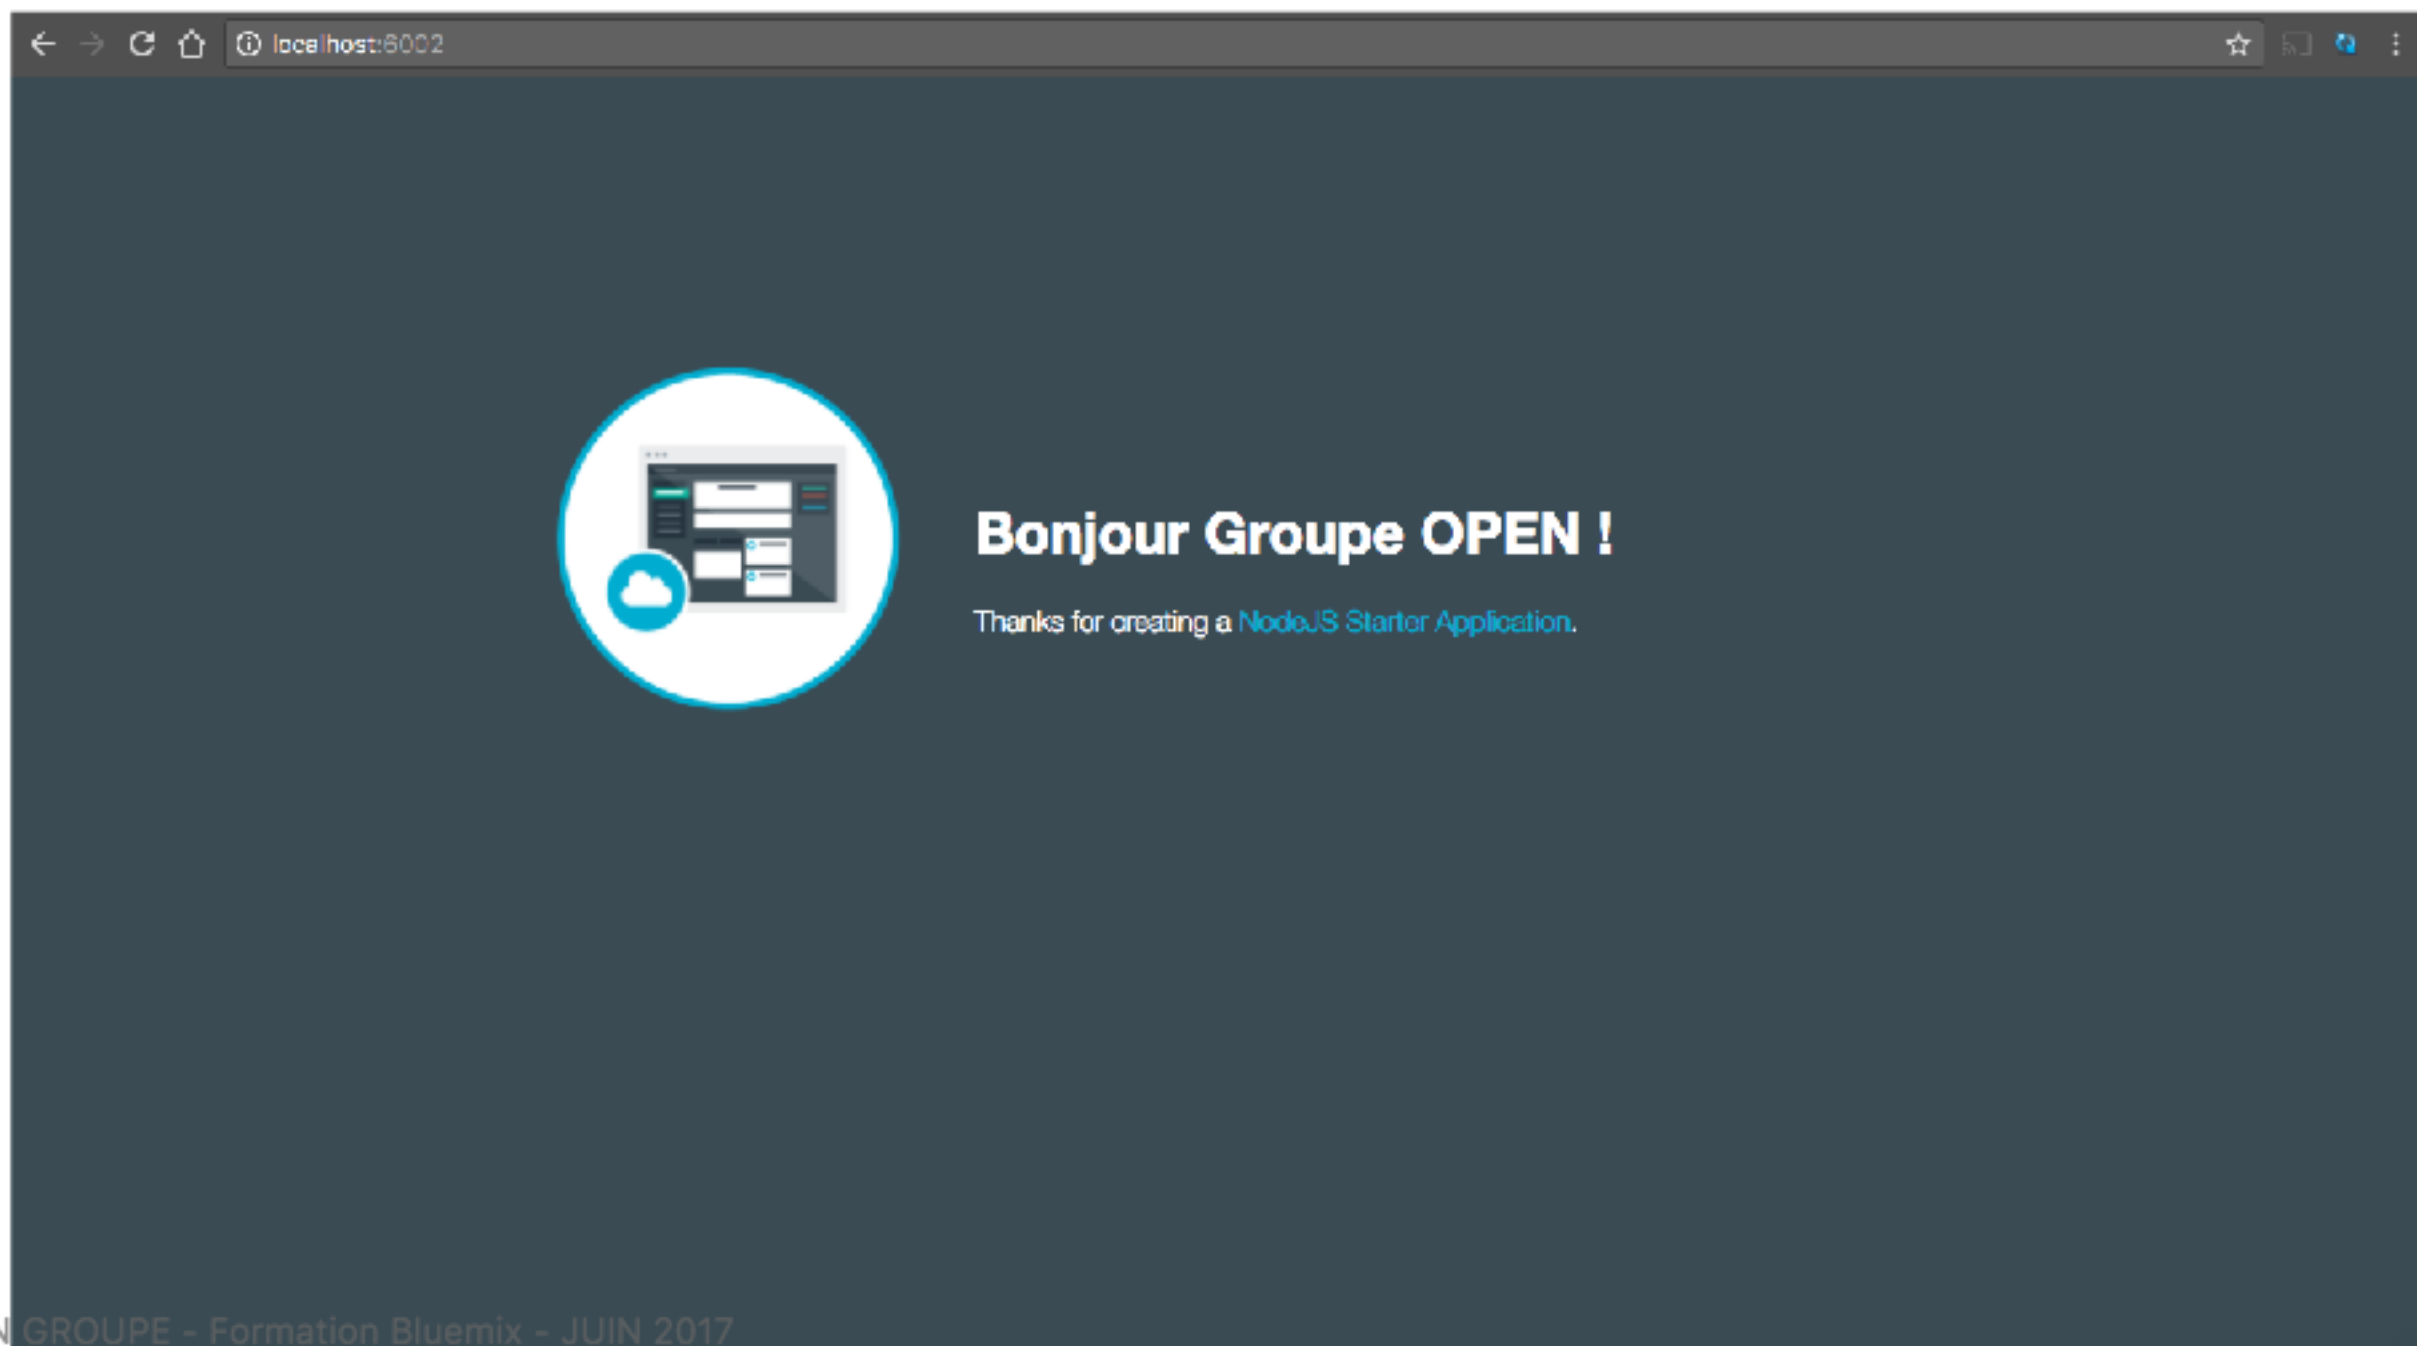 localhost:6002
Bonjour Groupe OPEN !
Thanks for creating a NodeJS Starter Application.
N GROUPE - Formation Bluemix - JUIN 2017